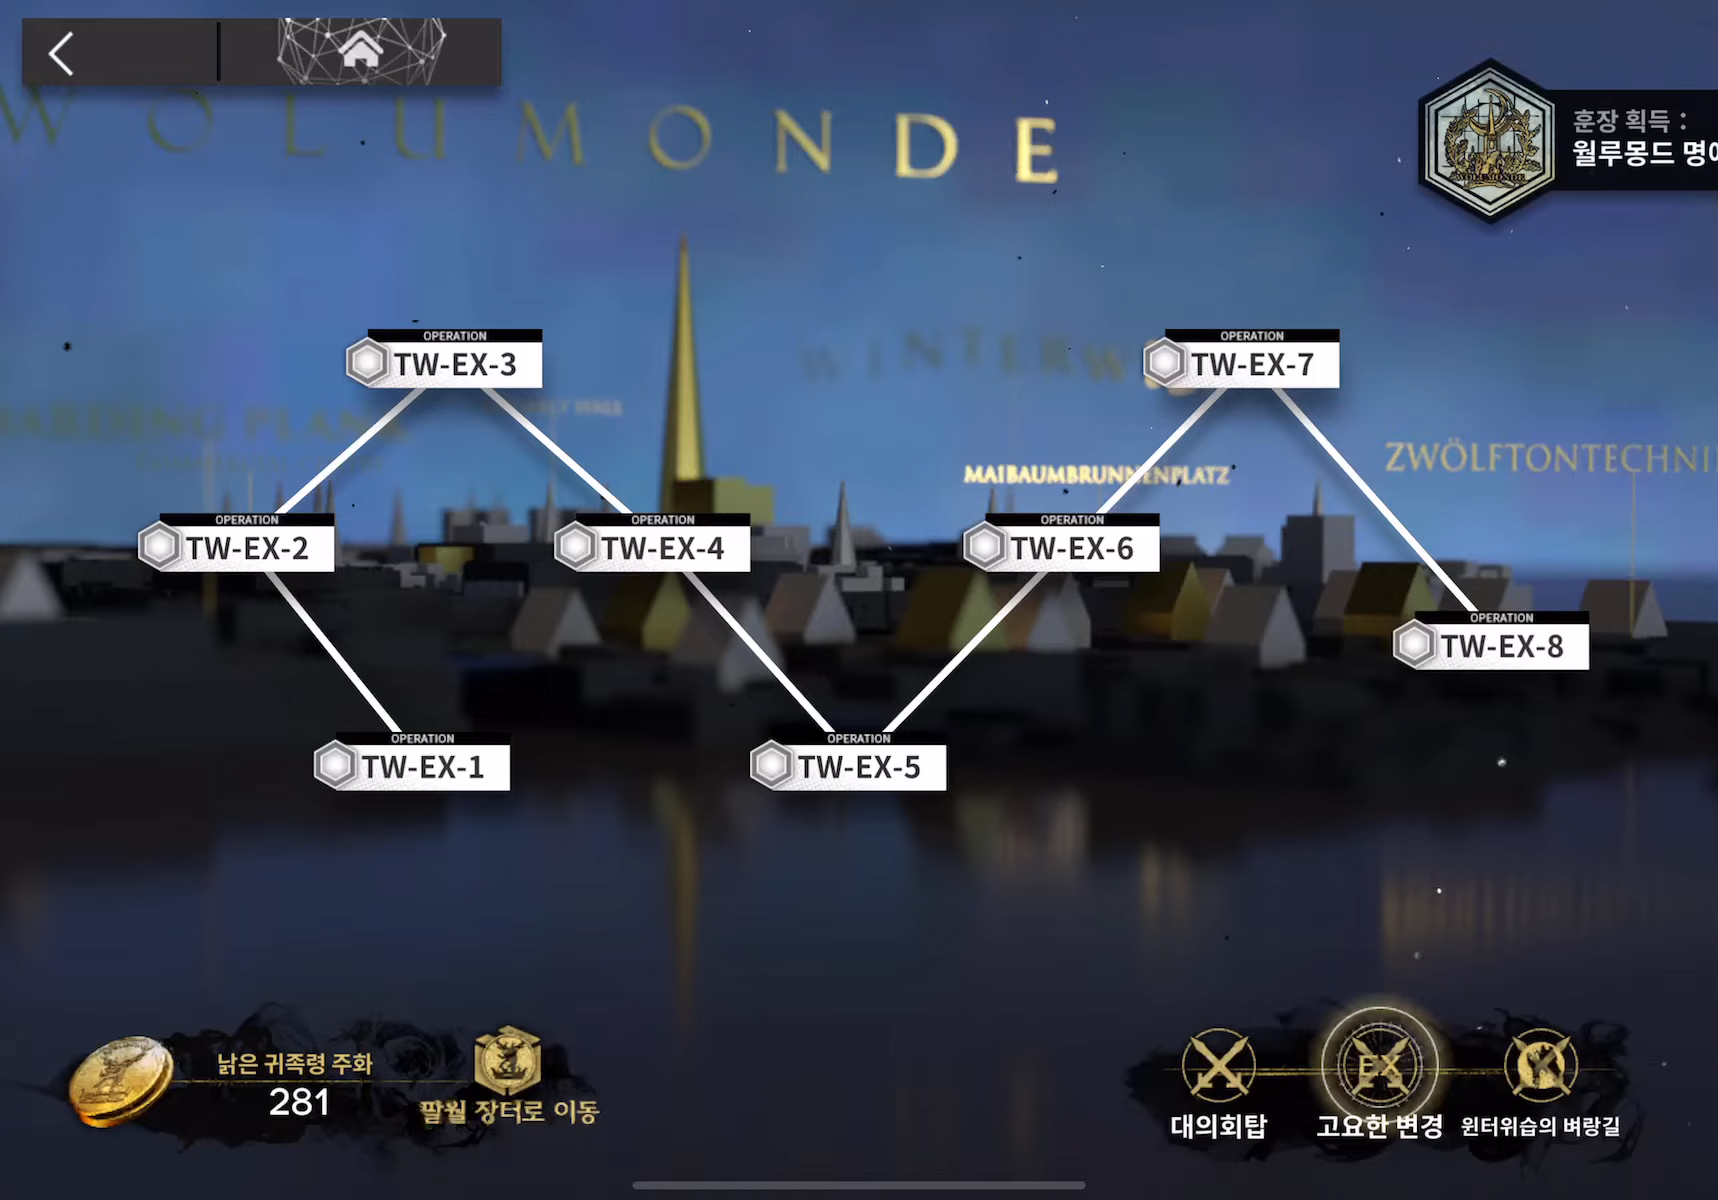 WOLUMONDE
훈장 획득 :
월루몽드 명예
OPERATION
TW-EX-3
OPERATION
TW-EX-7
WINTERW
MAIBAUMBRUNNENPLATZ
ZWÖLFTONTECHNI
OPERATION
TW-EX-2
OPERATION
TW-EX-4
OPERATION
TW-EX-6
OPERATION
TW-EX-8
OPERATION
TW-EX-1
OPERATION
TW-EX-5
낡은 귀족령 주화
281
팔월 장터로 이동
EX
대의회탑
고요한 변경
윈터위습의 벼랑길